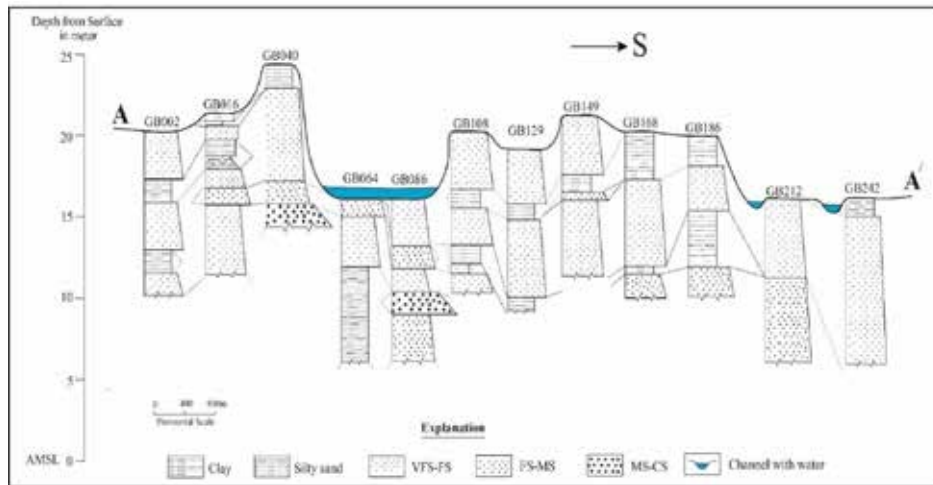 Depth from Surface
in meter
25
20
15
10
5
AMSL 0
S
A
A'
GB002
GB016
GB040
GB064
GB086
GB108
GB129
GB149
GB168
GB186
GB212
GB242
Horizontal Scale
Explanation
Clay
Silty sand
VFS-FS
FS-MS
MS-CS
Channel with water